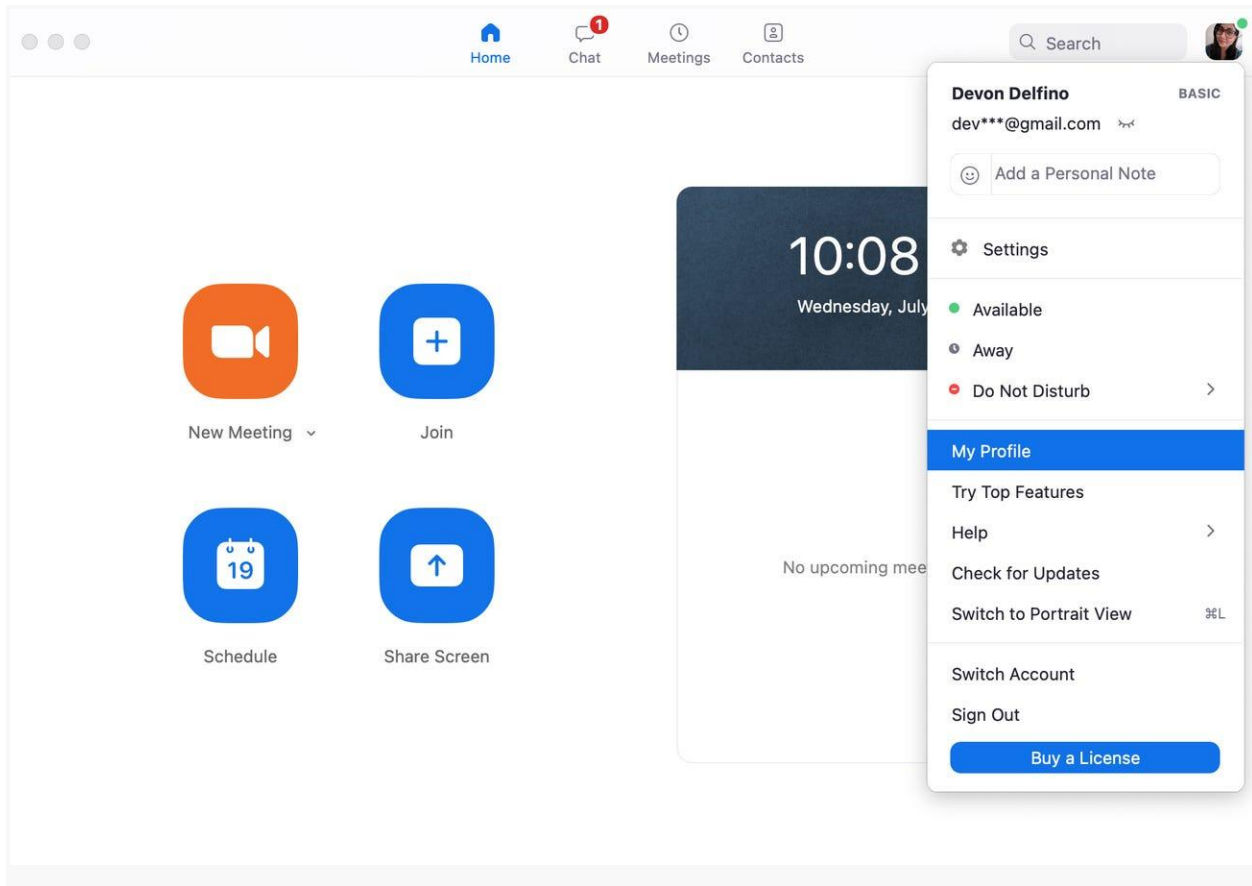 Home
Chat
1
Meetings
Contacts
Search
Devon Delfino BASIC
dev***@gmail.com
Add a Personal Note
Settings
Available
Away
Do Not Disturb
My Profile
Try Top Features
Help
Check for Updates
Switch to Portrait View ⌘L
Switch Account
Sign Out
Buy a License
10:08
Wednesday, July
No upcoming mee
New Meeting
Join
19
Schedule
Share Screen